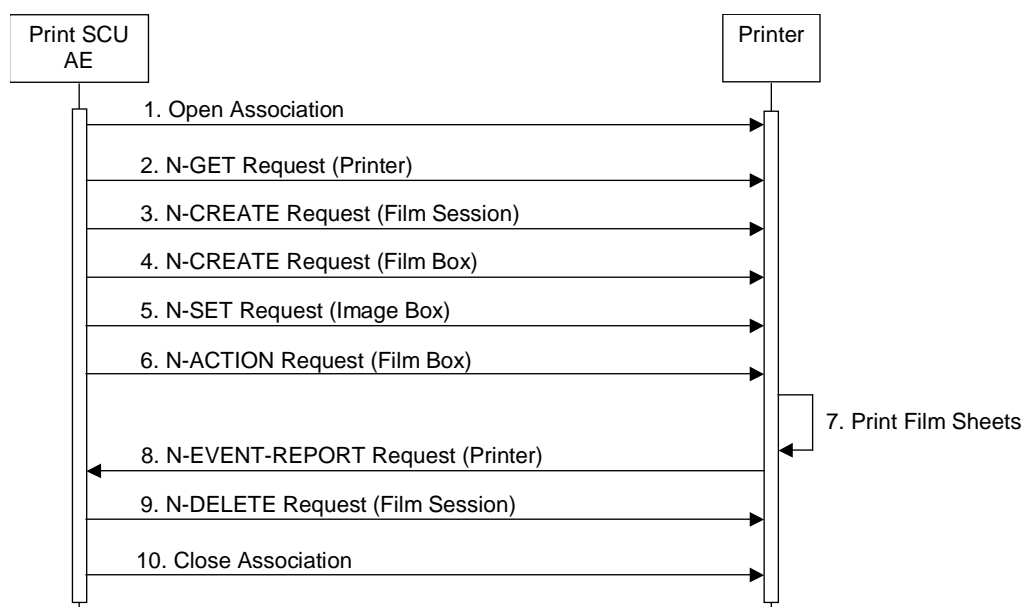 Print SCU
AE
Printer
1. Open Association
2. N-GET Request (Printer)
3. N-CREATE Request (Film Session)
4. N-CREATE Request (Film Box)
5. N-SET Request (Image Box)
6. N-ACTION Request (Film Box)
7. Print Film Sheets
8. N-EVENT-REPORT Request (Printer)
9. N-DELETE Request (Film Session)
10. Close Association